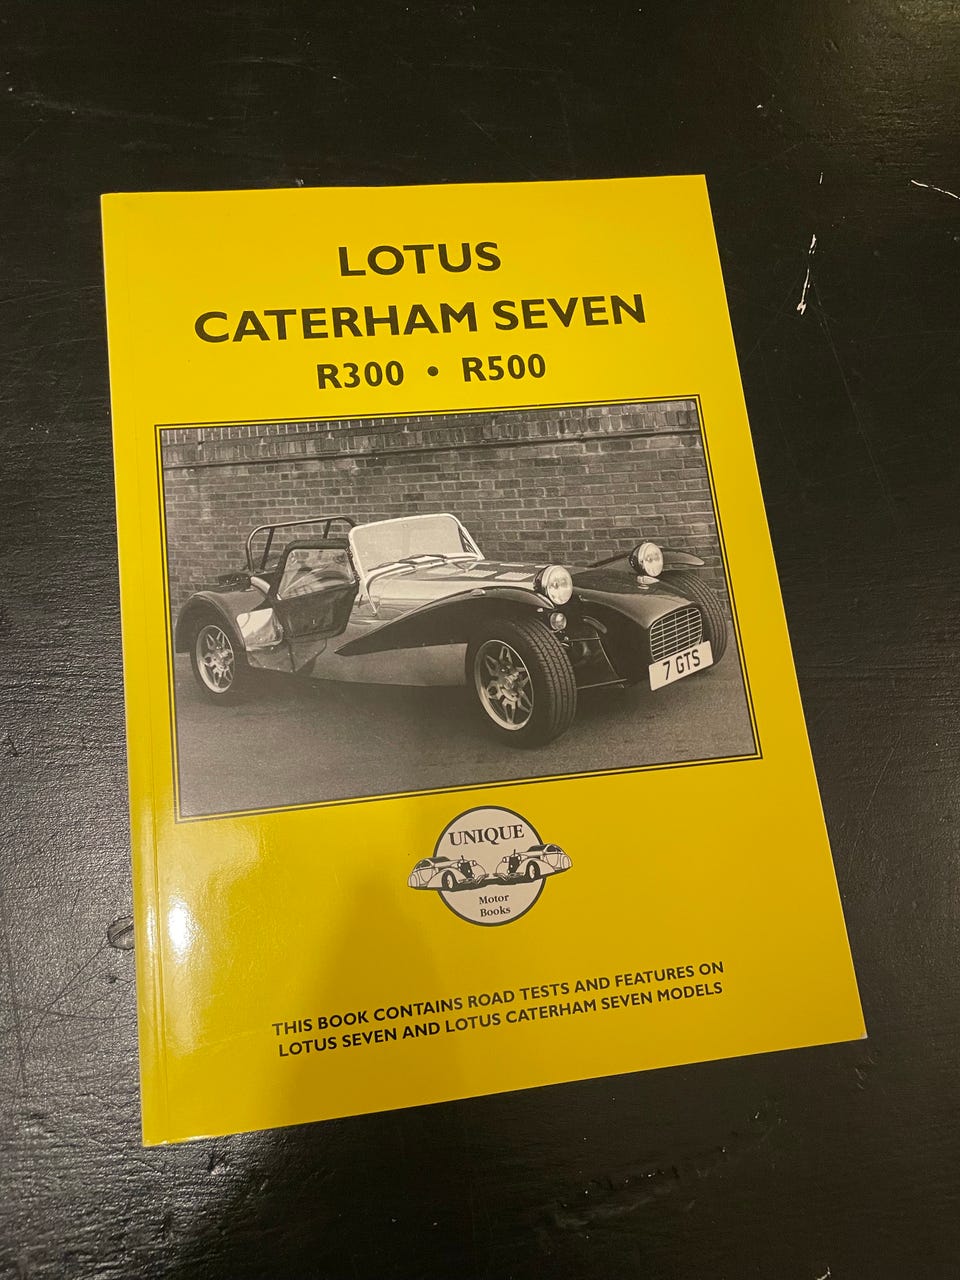 LOTUS
CATERHAM SEVEN
R300 • R500
7 GTS
UNIQUE
Motor
Books
THIS BOOK CONTAINS ROAD TESTS AND FEATURES ON
LOTUS SEVEN AND LOTUS CATERHAM SEVEN MODELS